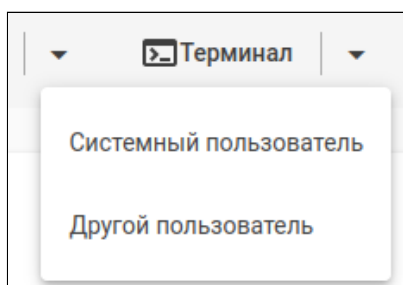 Терминал
Системный пользователь
Другой пользователь